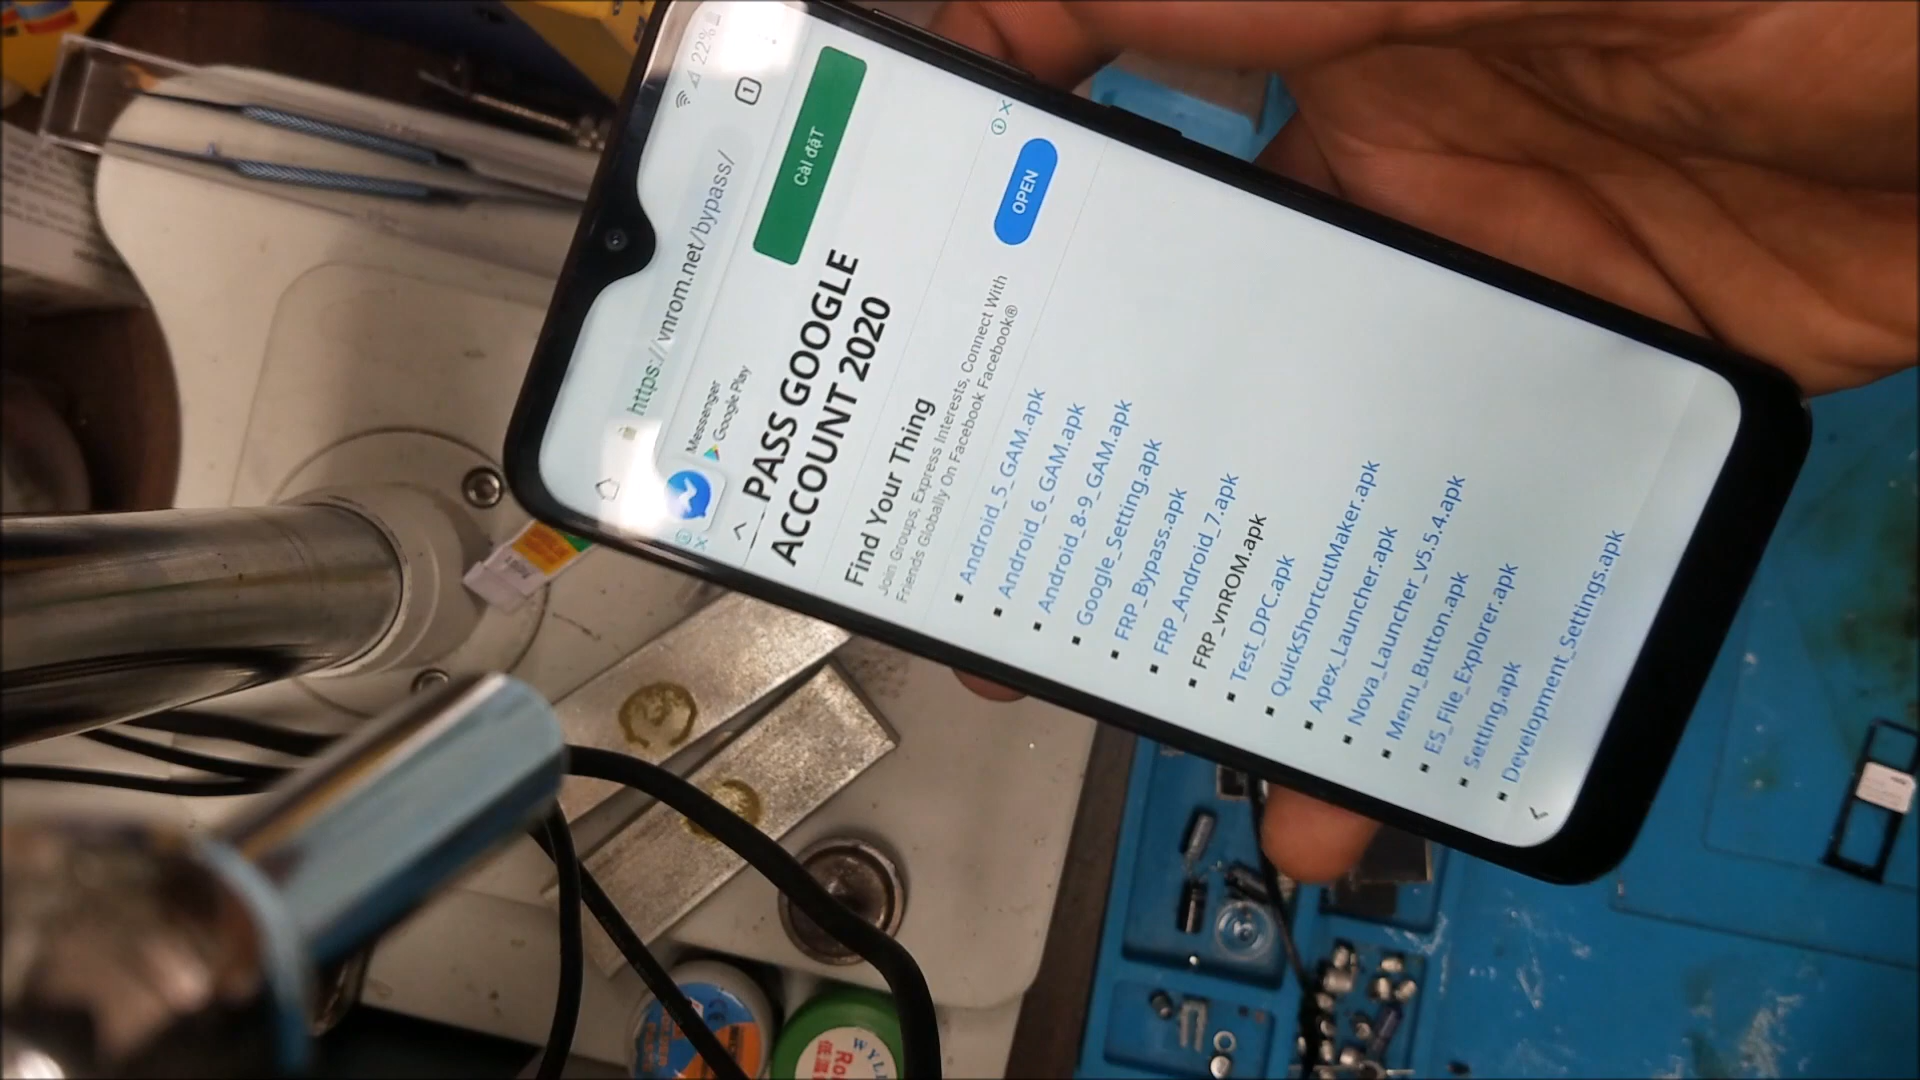 22%
1
https://vnrom.net/bypass/
Messenger
Google Play
Cài đặT
PASS GOOGLE
ACCOUNT 2020
Find Your Thing
Join Groups, Express Interests, Connect With
Friends Globally On Facebook Facebook®
OPEN
Android_5_GAM.apk
Android_6_GAM.apk
Android_8-9_GAM.apk
Google_Setting.apk
FRP_Bypass.apk
FRP_Android_7.apk
FRP_vnROM.apk
Test_DPC.apk
QuickShortcutMaker.apk
Apex_Launcher.apk
Nova_Launcher_v5.5.4.apk
Menu_Button.apk
ES_File_Explorer.apk
Setting.apk
Development_Settings.apk